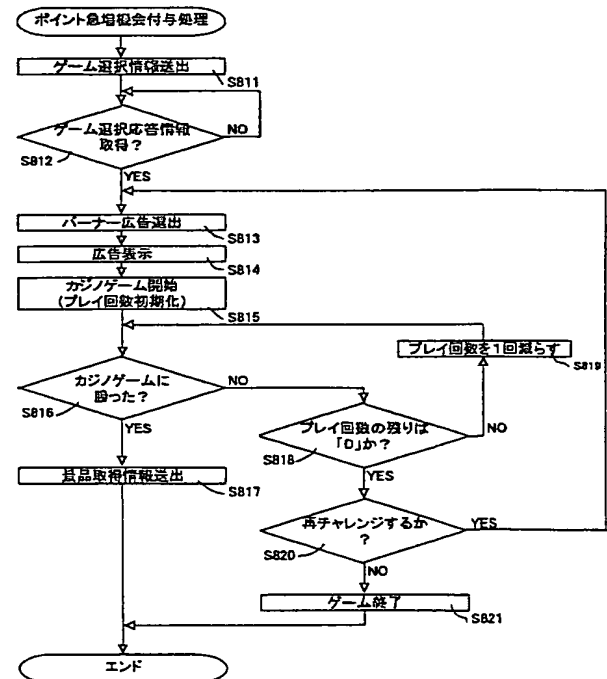 ポイント急増機会付与処理
ゲーム選択情報送出
S811
ゲーム選択応答情報
取得？
NO
S812
YES
バーナー広告選出
S813
広告表示
S814
カジノゲーム開始
(プレイ回数初期化)
S815
プレイ回数を1回減らす
S819
カジノゲームに
勝った？
NO
S816
YES
プレイ回数の残りは
「0」か？
NO
S818
YES
景品取得情報送出
S817
再チャレンジするか
？
YES
S820
NO
ゲーム終了
S821
エンド